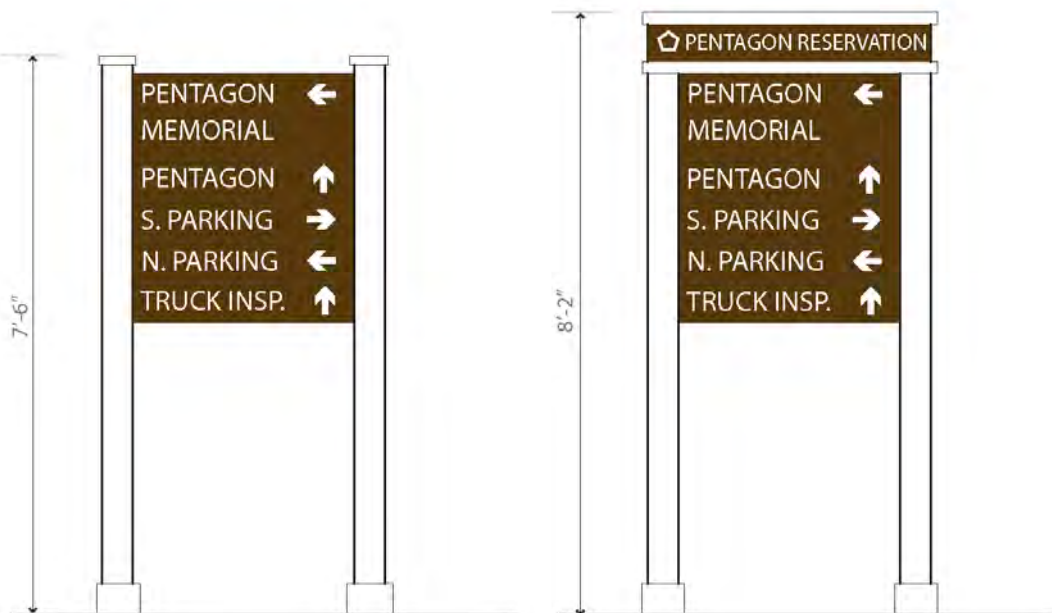 PENTAGON
MEMORIAL
PENTAGON
S. PARKING
N. PARKING
TRUCK INSP.
7'-6"
PENTAGON RESERVATION
PENTAGON
MEMORIAL
PENTAGON
S. PARKING
N. PARKING
TRUCK INSP.
8'-2"